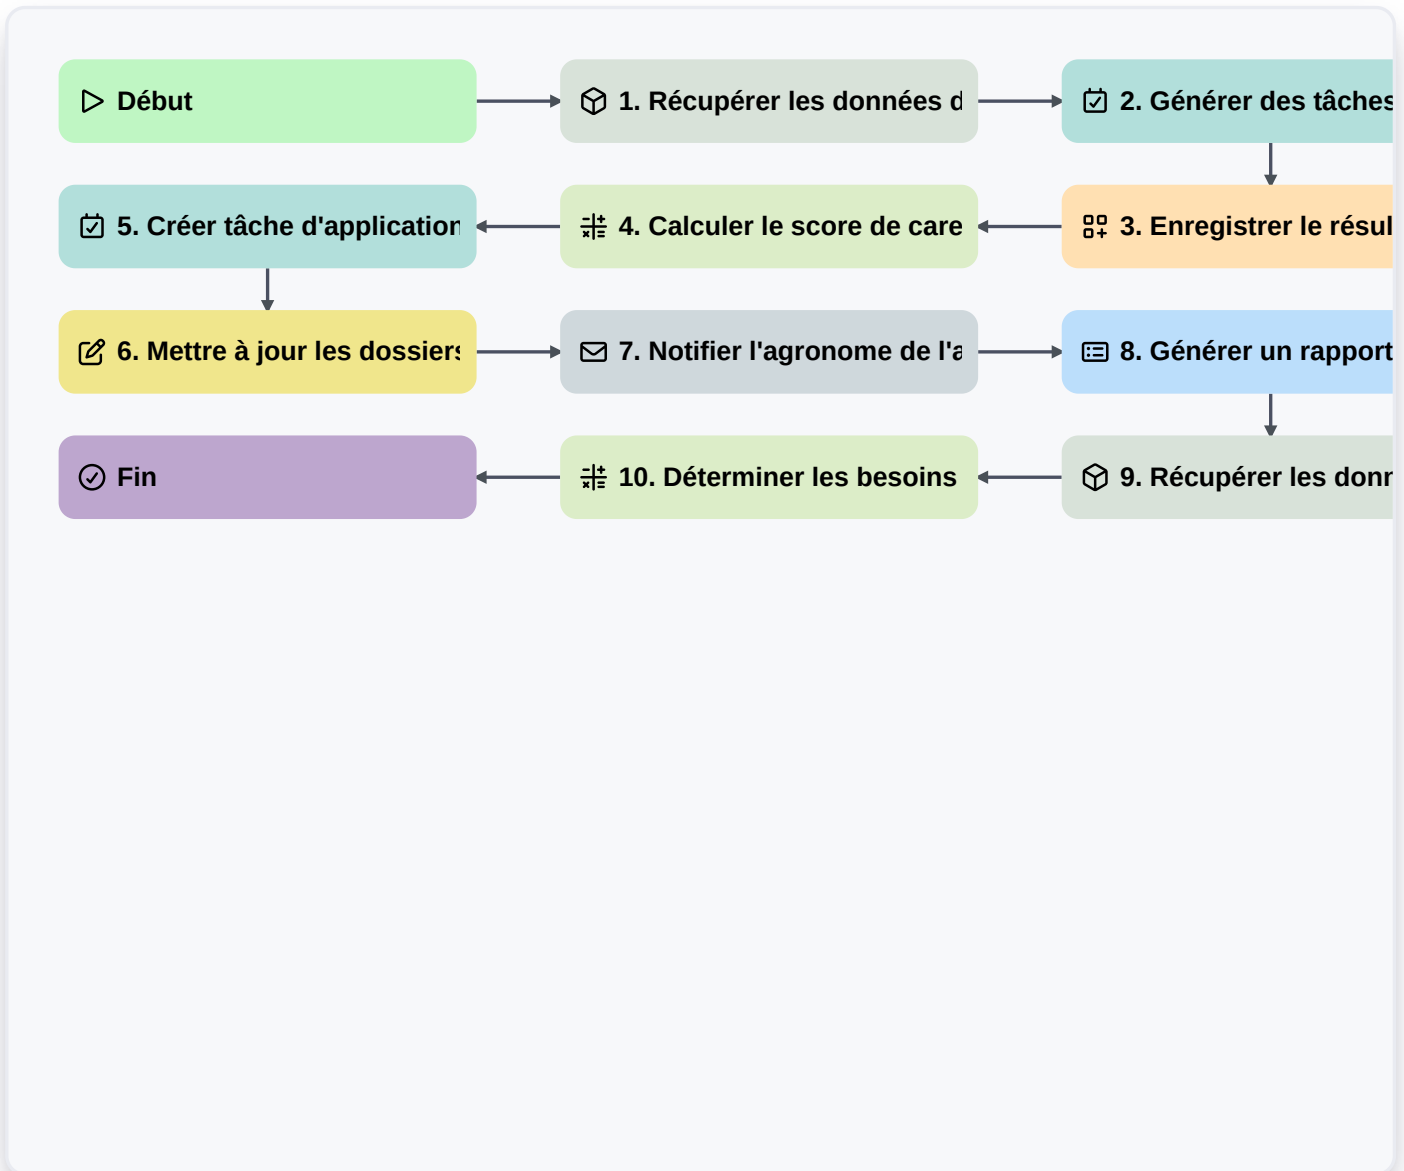 Début
1. Récupérer les données d
2. Générer des tâches
5. Créer tâche d'application
4. Calculer le score de care
3. Enregistrer le résul
6. Mettre à jour les dossiers
7. Notifier l'agronome de l'a
8. Générer un rapport
Fin
10. Déterminer les besoins
9. Récupérer les donn